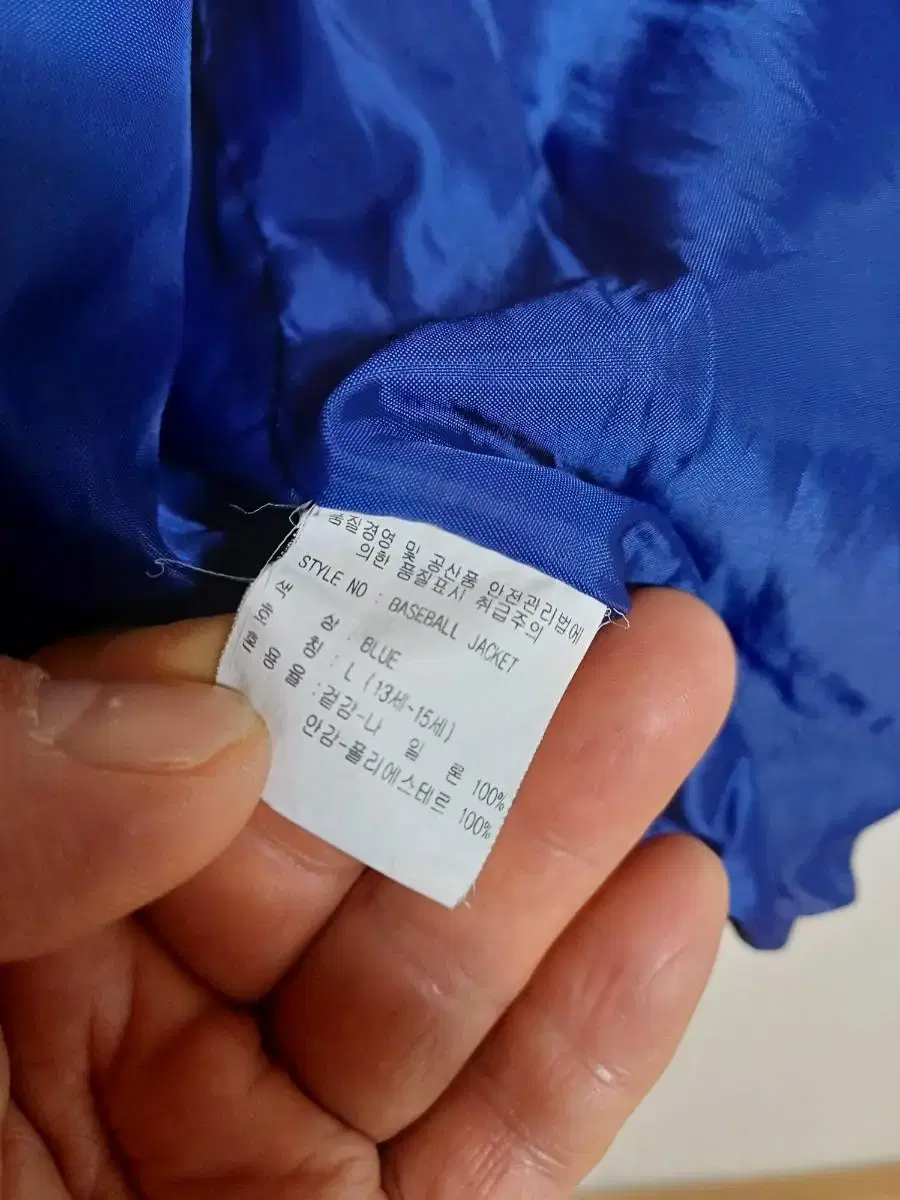 품질경영 및 공산품 안전관리법에
의한 품질표시 취급주의
STYLE NO : BASEBALL JACKET
색 상 : BLUE
호 칭 : L (13세~15세)
혼 용 율 : 겉감-나 일 론 100%
안감-폴리에스테르 100%